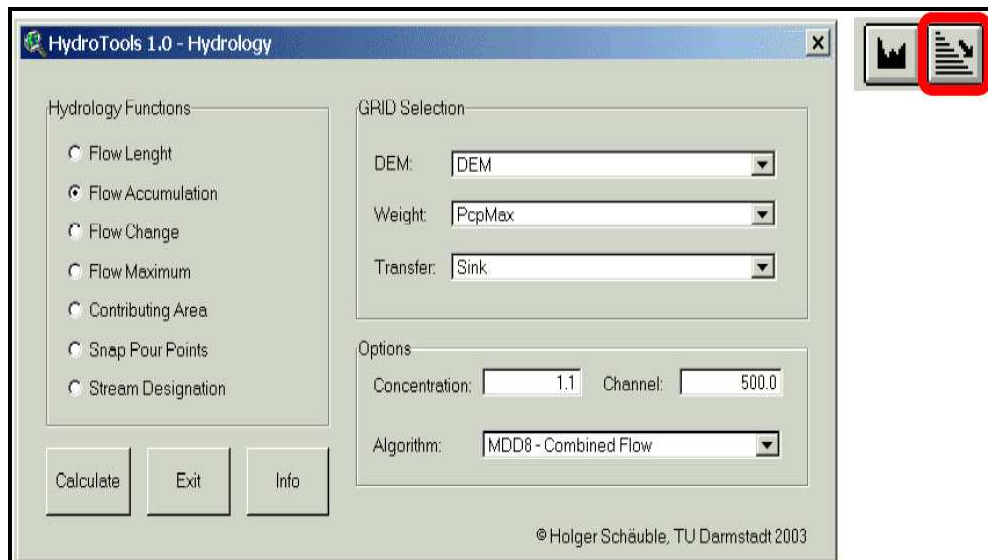 HydroTools 1.0 - Hydrology
Hydrology Functions
Flow Lenght
Flow Accumulation
Flow Change
Flow Maximum
Contributing Area
Snap Pour Points
Stream Designation
Calculate
Exit
Info
GRID Selection
DEM: DEM
Weight: PcpMax
Transfer: Sink
Options
Concentration: 1.1 Channel: 500.0
Algorithm: MDD8 - Combined Flow
© Holger Schäuble, TU Darmstadt 2003